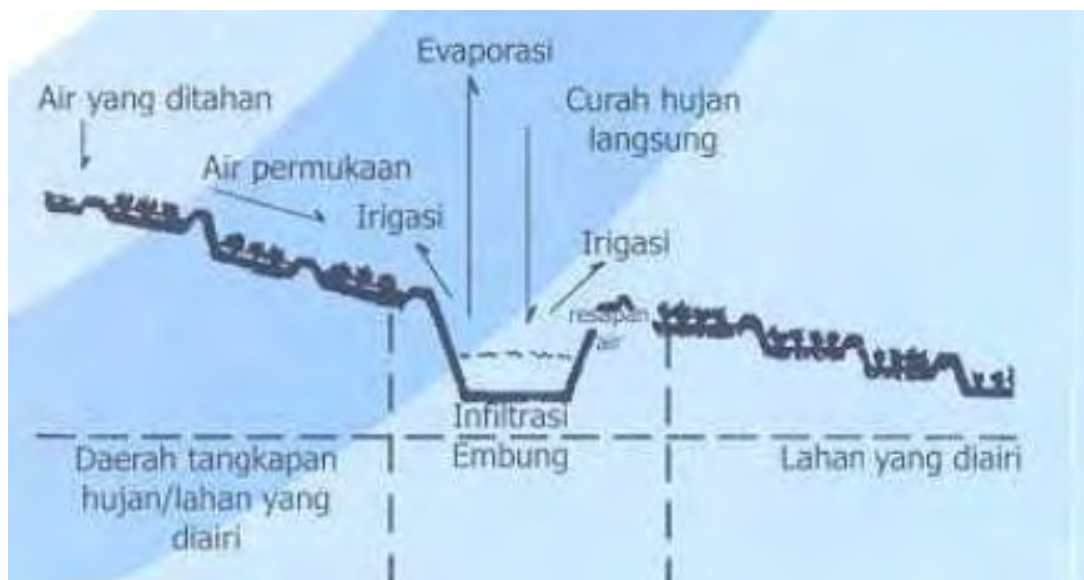 Evaporasi
Air yang ditahan
Curah hujan
langsung
Air permukaan
Irigasi
Irigasi
resapan
air
Infiltrasi
Embung
Daerah tangkapan
hujan/lahan yang
diairi
Lahan yang diairi